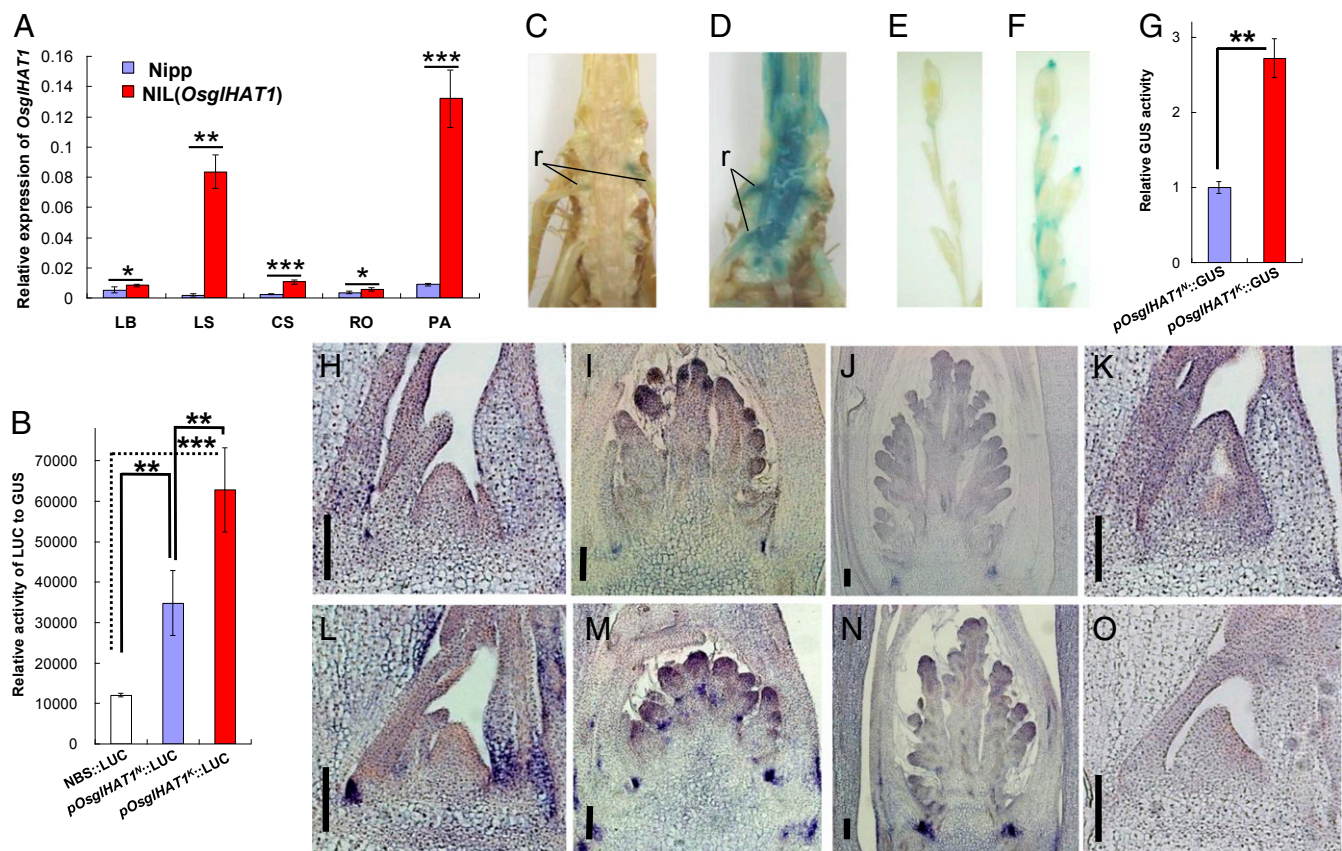 A
Relative expression of OsglHAT1
0.16
0.14
0.12
0.10
0.08
0.06
0.04
0.02
0
Nipp
NIL(OsglHAT1)
*
**
***
*
***
LB
LS
CS
RO
PA
C
r
D
r
E
F
G
Relative GUS activity
3
2
1
0
**
pOsglHAT1N::GUS
pOsglHAT1K::GUS
B
Relative activity of LUC to GUS
70000
60000
50000
40000
30000
20000
10000
0
**
***
**
NBS::LUC
pOsglHAT1N::LUC
pOsglHAT1K::LUC
H
I
J
K
L
M
N
O